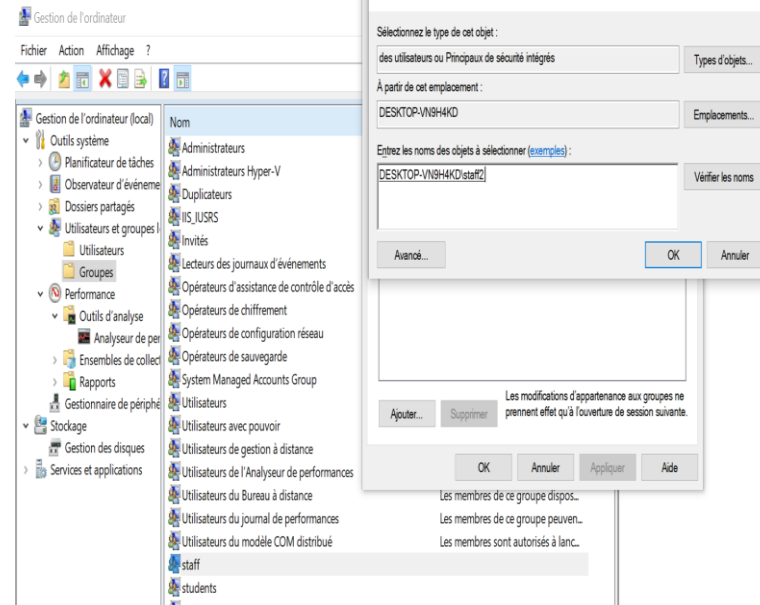 Gestion de l'ordinateur
Fichier Action Affichage ?
Gestion de l'ordinateur (local)
Outils système
Planificateur de tâches
Observateur d'événeme
Dossiers partagés
Utilisateurs et groupes l
Utilisateurs
Groupes
Performance
Outils d'analyse
Analyseur de per
Ensembles de collect
Rapports
Gestionnaire de périphé
Stockage
Gestion des disques
Services et applications
Nom
Administrateurs
Administrateurs Hyper-V
Duplicateurs
IIS_IUSRS
Invités
Lecteurs des journaux d'événements
Opérateurs d'assistance de contrôle d'accès
Opérateurs de chiffrement
Opérateurs de configuration réseau
Opérateurs de sauvegarde
System Managed Accounts Group
Utilisateurs
Utilisateurs avec pouvoir
Utilisateurs de gestion à distance
Utilisateurs de l'Analyseur de performances
Utilisateurs du Bureau à distance Les membres de ce groupe dispos...
Utilisateurs du journal de performances Les membres de ce groupe peuven...
Utilisateurs du modèle COM distribué Les membres sont autorisés à lanc...
staff
students
Sélectionnez le type de cet objet :
des utilisateurs ou Principaux de sécurité intégrés Types d'objets...
À partir de cet emplacement :
DESKTOP-VN9H4KD Emplacements...
Entrez les noms des objets à sélectionner (exemples) :
DESKTOP-VN9H4KD\staff2 Vérifier les noms
Avancé... OK Annuler
Ajouter... Supprimer
Les modifications d'appartenance aux groupes ne
prennent effet qu'à l'ouverture de session suivante.
OK Annuler Appliquer Aide